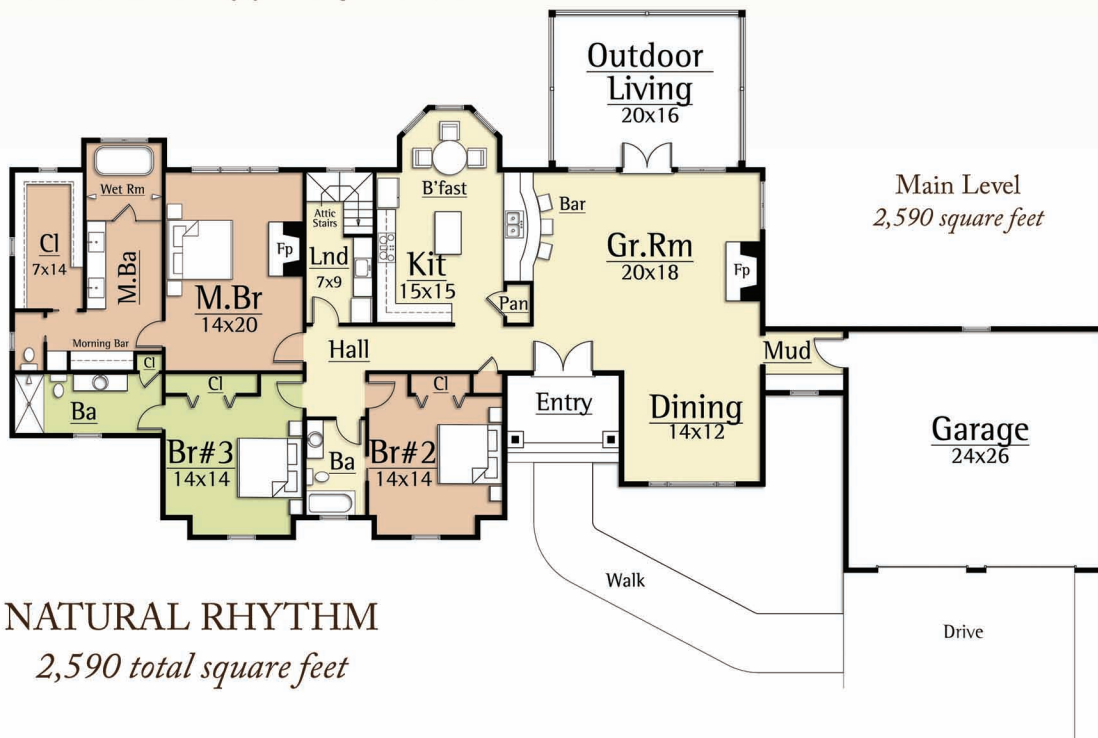 Outdoor
Living
20x16
Main Level
2,590 square feet
Wet Rm
Cl
7x14
M.Ba
M.Br
14x20
Fp
Morning Bar
Attic
Stairs
Lnd
7x9
B'fast
Kit
15x15
Pan
Bar
Gr.Rm
20x18
Fp
Hall
Mud
Cl
Ba
Cl
Br#3
14x14
Ba
Cl
Br#2
14x14
Entry
Dining
14x12
Garage
24x26
Walk
Drive
NATURAL RHYTHM
2,590 total square feet